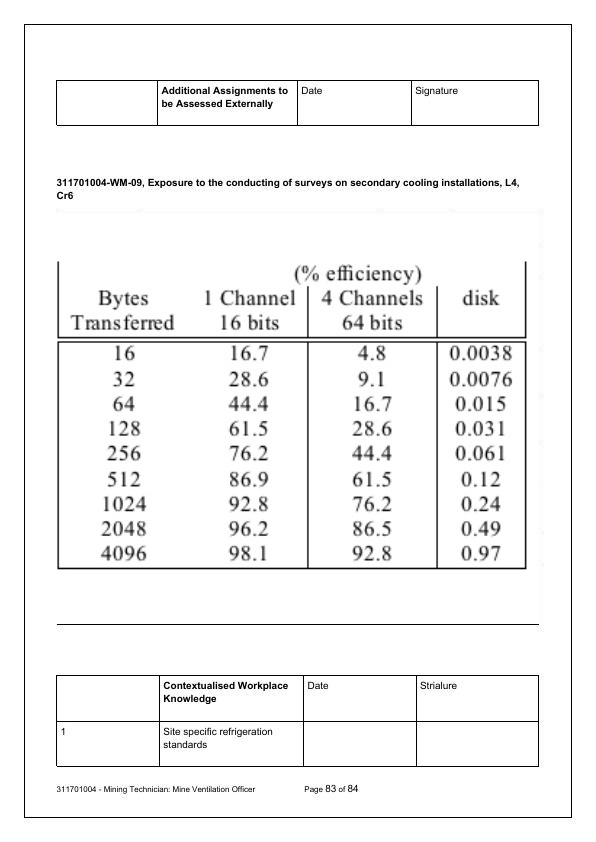 Additional Assignments to be Assessed Externally Date Signature
311701004-WM-09, Exposure to the conducting of surveys on secondary cooling installations, L4,
Cr6
(% efficiency)
Bytes 1 Channel 4 Channels disk
Transferred 16 bits 64 bits
16 16.7 4.8 0.0038
32 28.6 9.1 0.0076
64 44.4 16.7 0.015
128 61.5 28.6 0.031
256 76.2 44.4 0.061
512 86.9 61.5 0.12
1024 92.8 76.2 0.24
2048 96.2 86.5 0.49
4096 98.1 92.8 0.97
Contextualised Workplace Knowledge Date Strialure
1 Site specific refrigeration standards
311701004 - Mining Technician: Mine Ventilation Officer Page 83 of 84